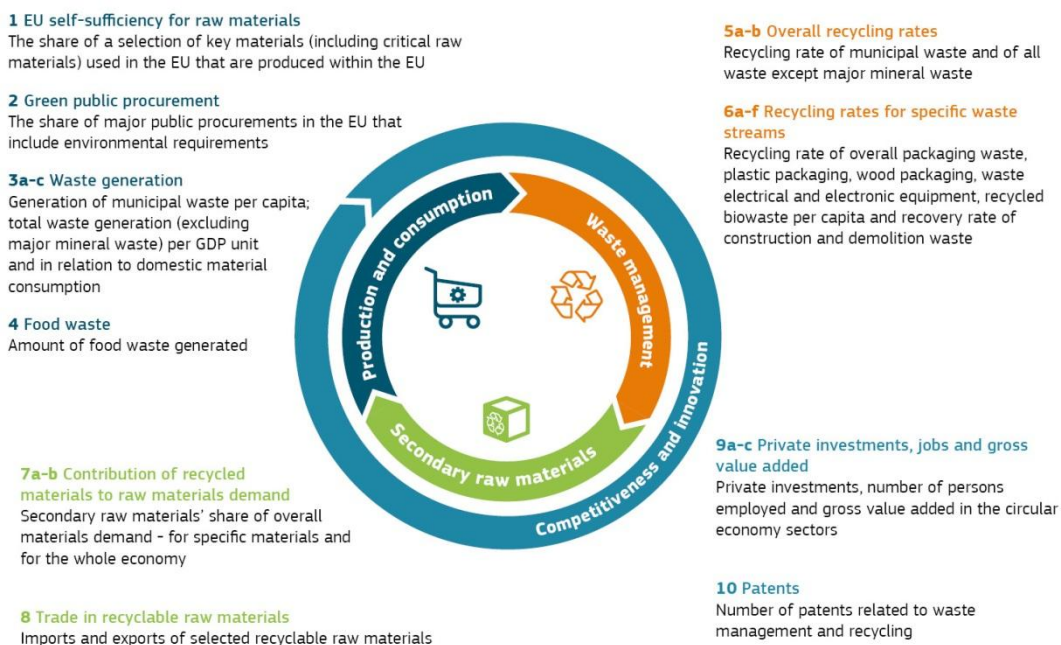 1 EU self-sufficiency for raw materials
The share of a selection of key materials (including critical raw
materials) used in the EU that are produced within the EU
2 Green public procurement
The share of major public procurements in the EU that
include environmental requirements
3a-c Waste generation
Generation of municipal waste per capita;
total waste generation (excluding
major mineral waste) per GDP unit
and in relation to domestic material
consumption
4 Food waste
Amount of food waste generated
5a-b Overall recycling rates
Recycling rate of municipal waste and of all
waste except major mineral waste
6a-f Recycling rates for specific waste
streams
Recycling rate of overall packaging waste,
plastic packaging, wood packaging, waste
electrical and electronic equipment, recycled
biowaste per capita and recovery rate of
construction and demolition waste
Production and consumption
Waste management
Secondary raw materials
Competitiveness and innovation
7a-b Contribution of recycled
materials to raw materials demand
Secondary raw materials' share of overall
materials demand - for specific materials and
for the whole economy
8 Trade in recyclable raw materials
Imports and exports of selected recyclable raw materials
9a-c Private investments, jobs and gross
value added
Private investments, number of persons
employed and gross value added in the circular
economy sectors
10 Patents
Number of patents related to waste
management and recycling